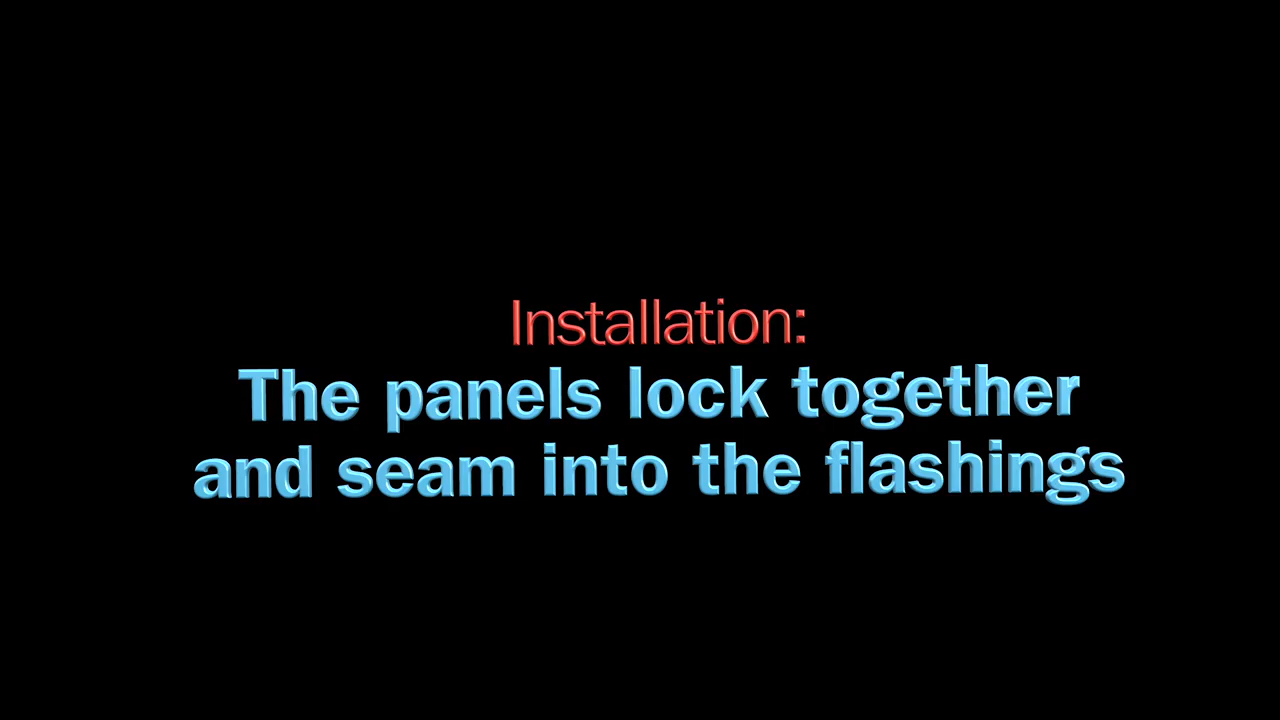 Installation:
The panels lock together
and seam into the flashings